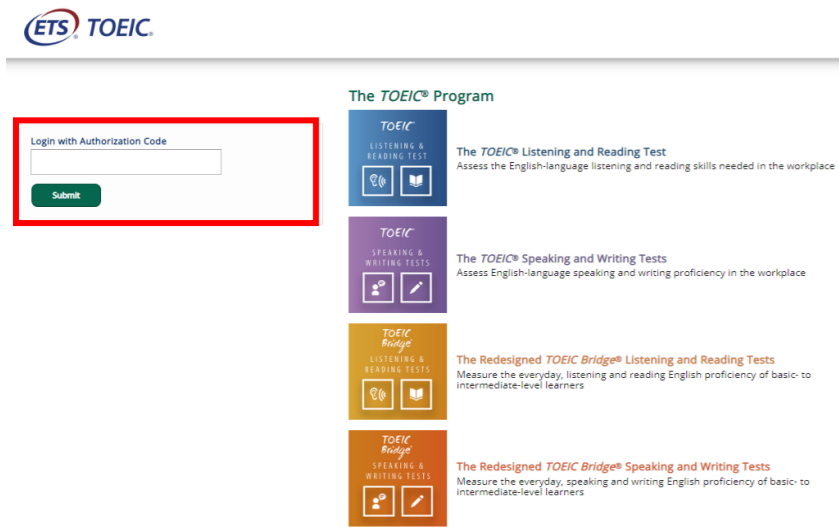 ETS® TOEIC®
Login with Authorization Code
Submit
The TOEIC® Program
TOEIC®
LISTENING &
READING TEST
The TOEIC® Listening and Reading Test
Assess the English-language listening and reading skills needed in the workplace
TOEIC®
SPEAKING &
WRITING TESTS
The TOEIC® Speaking and Writing Tests
Assess English-language speaking and writing proficiency in the workplace
TOEIC
Bridge®
LISTENING &
READING TESTS
The Redesigned TOEIC Bridge® Listening and Reading Tests
Measure the everyday, listening and reading English proficiency of basic- to
intermediate-level learners
TOEIC
Bridge®
SPEAKING &
WRITING TESTS
The Redesigned TOEIC Bridge® Speaking and Writing Tests
Measure the everyday, speaking and writing English proficiency of basic- to
intermediate-level learners